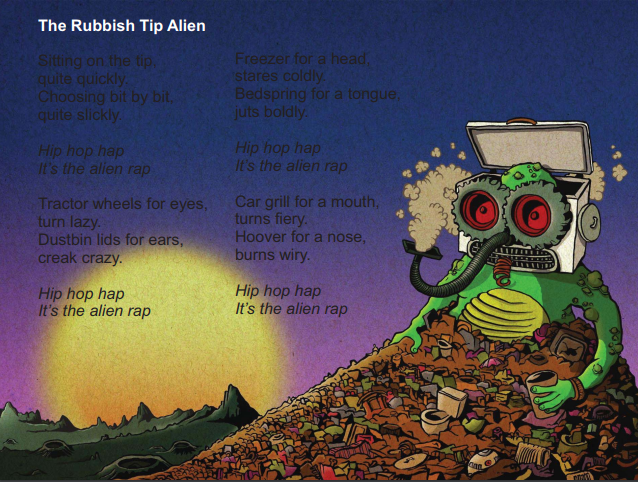 The Rubbish Tip Alien
Sitting on the tip,
quite quickly.
Choosing bit by bit,
quite slickly.
Hip hop hap
It's the alien rap
Tractor wheels for eyes,
turn lazy.
Dustbin lids for ears,
creak crazy.
Hip hop hap
It's the alien rap
Freezer for a head,
stares coldly.
Bedspring for a tongue,
juts boldly.
Hip hop hap
It's the alien rap
Car grill for a mouth,
turns fiery.
Hoover for a nose,
burns wiry.
Hip hop hap
It's the alien rap